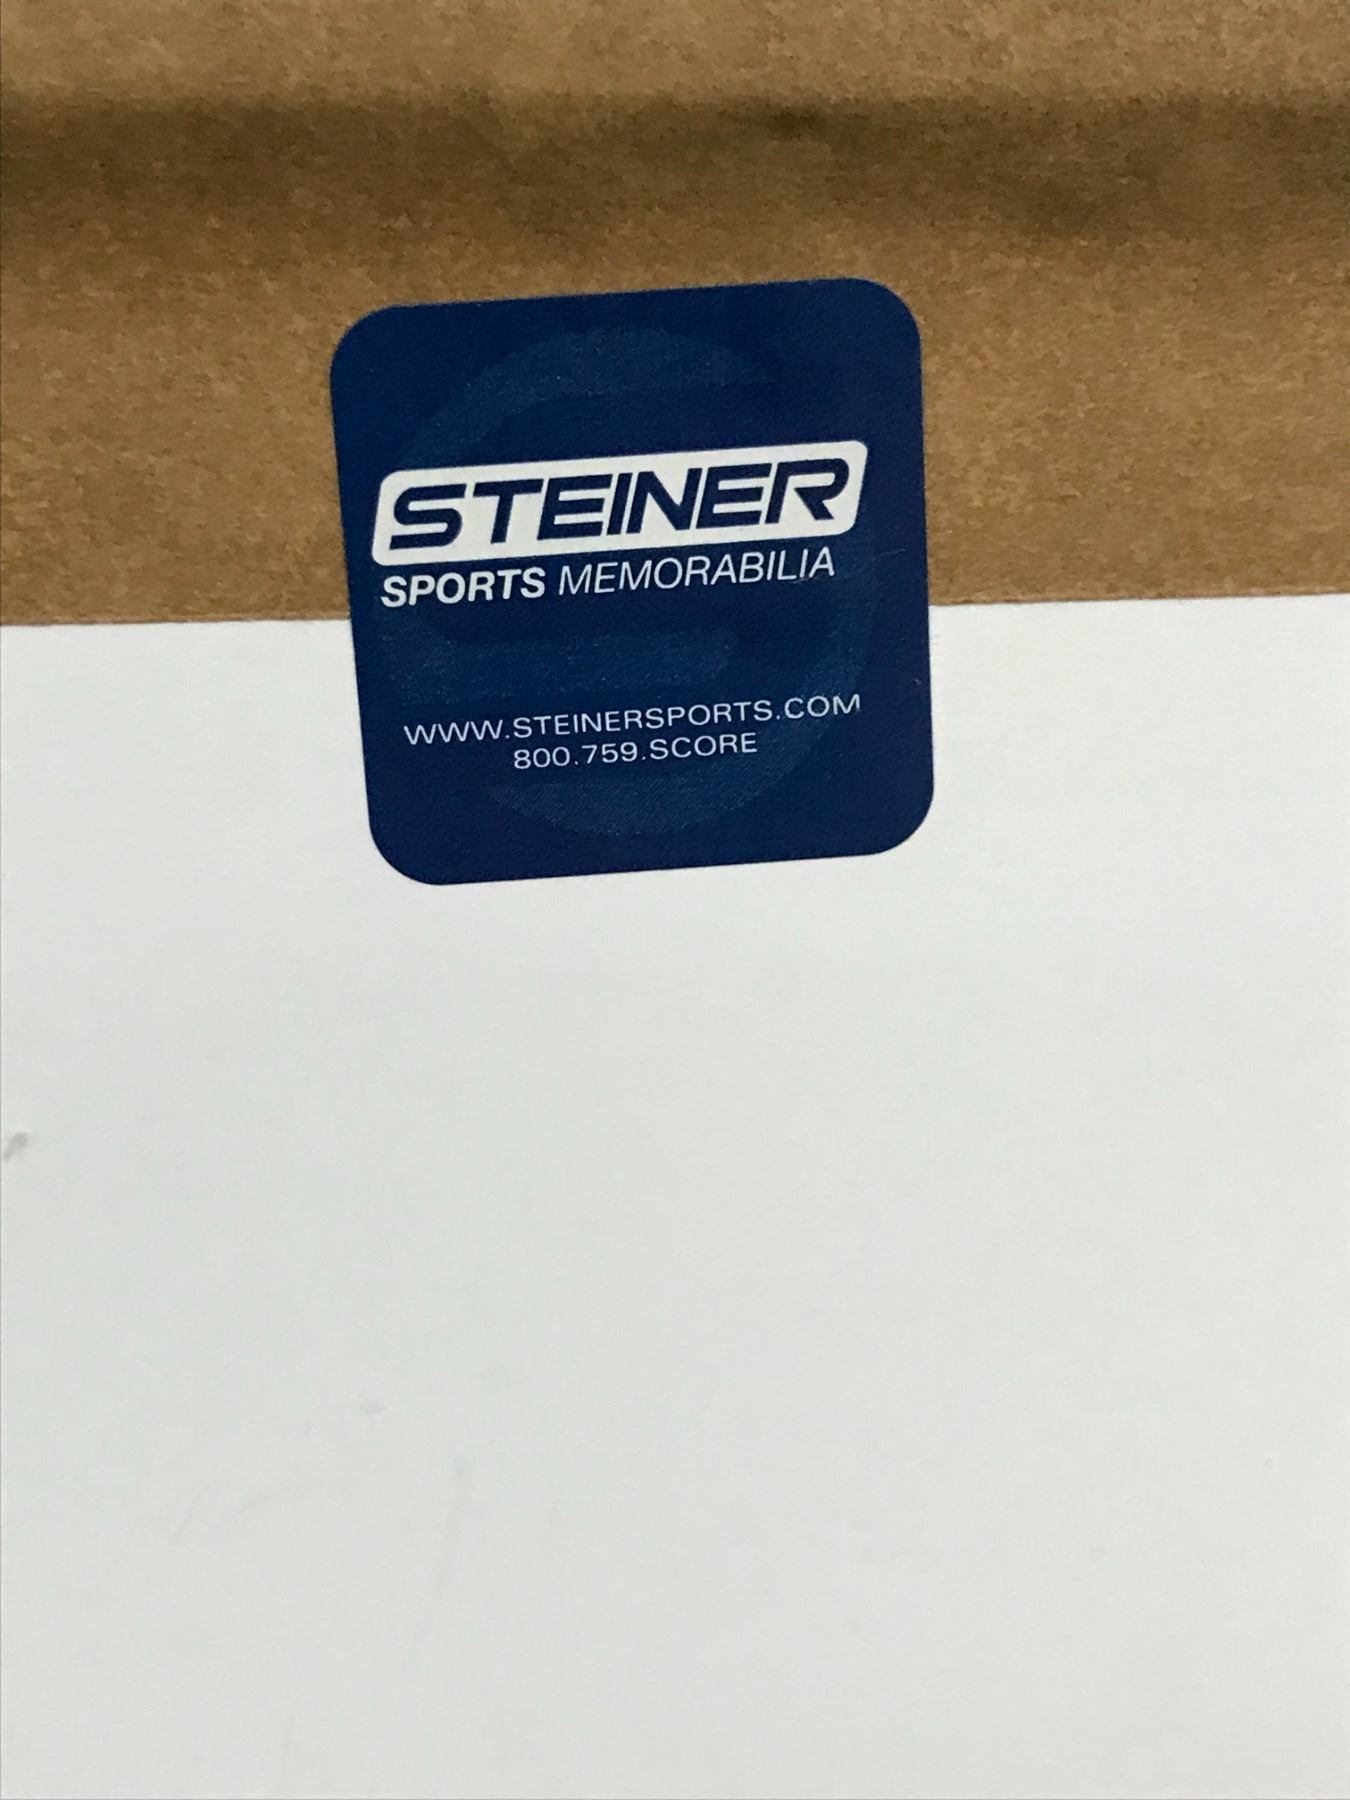 STEINER
SPORTS MEMORABILIA
WWW.STEINERSPORTS.COM
800.759.SCORE